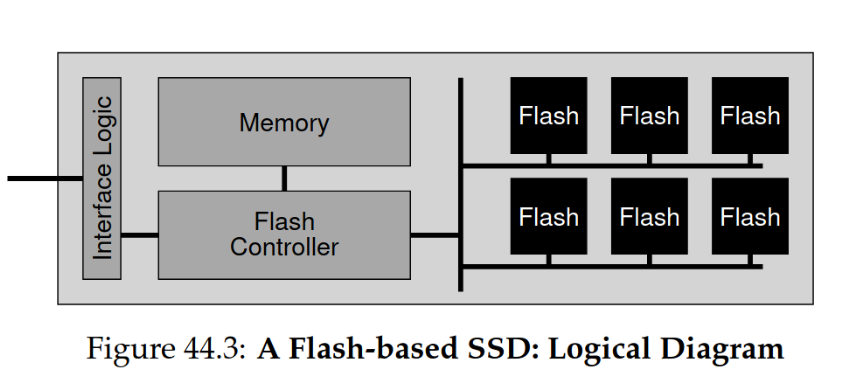 Interface Logic
Memory
Flash
Controller
Flash Flash Flash
Flash Flash Flash
Figure 44.3: A Flash-based SSD: Logical Diagram